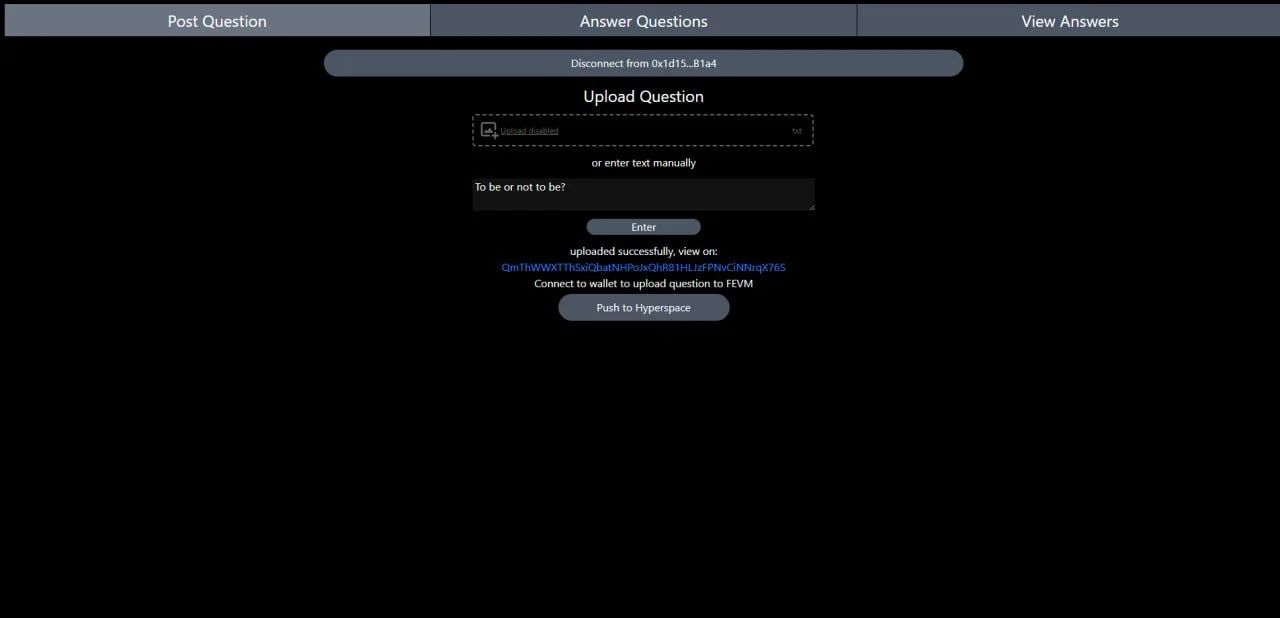 Post Question
Answer Questions
View Answers
Disconnect from 0x1d15...B1a4
Upload Question
Upload disabled
txt
or enter text manually
To be or not to be?
Enter
uploaded successfully, view on:
QmThWWXTThSxiQbatNHPoJxQhR81HLJzFPNvCiNNrqX76S
Connect to wallet to upload question to FEVM
Push to Hyperspace